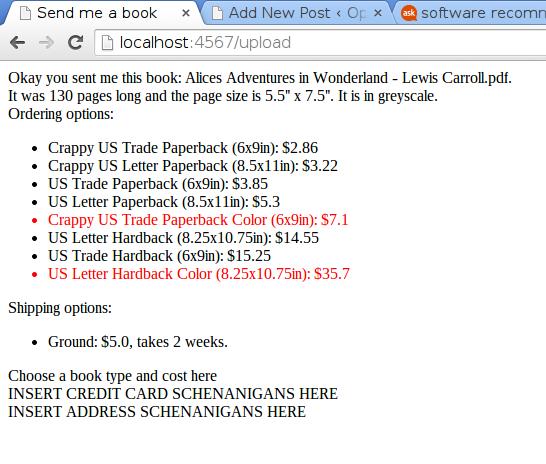 Send me a book
Add New Post ‹ Op
ask software recomm
localhost:4567/upload
Okay you sent me this book: Alices Adventures in Wonderland - Lewis Carroll.pdf.
It was 130 pages long and the page size is 5.5" x 7.5". It is in greyscale.
Ordering options:
Crappy US Trade Paperback (6x9in): $2.86
Crappy US Letter Paperback (8.5x11in): $3.22
US Trade Paperback (6x9in): $3.85
US Letter Paperback (8.5x11in): $5.3
Crappy US Trade Paperback Color (6x9in): $7.1
US Letter Hardback (8.25x10.75in): $14.55
US Trade Hardback (6x9in): $15.25
US Letter Hardback Color (8.25x10.75in): $35.7
Shipping options:
Ground: $5.0, takes 2 weeks.
Choose a book type and cost here
INSERT CREDIT CARD SCHENANIGANS HERE
INSERT ADDRESS SCHENANIGANS HERE